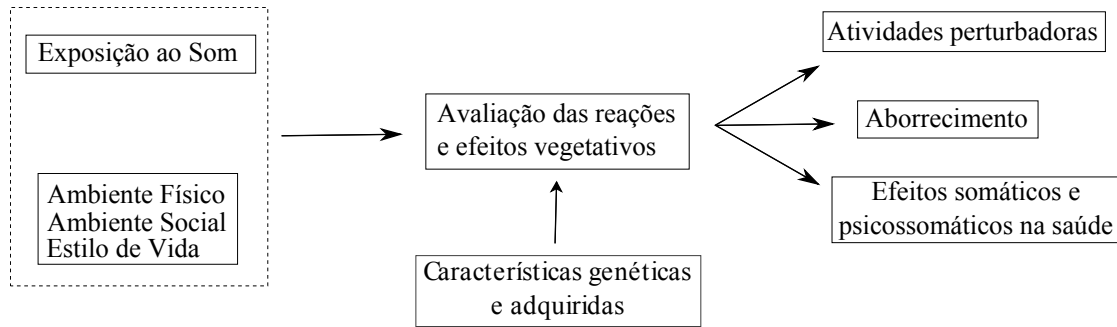 Exposição ao Som
Ambiente Físico
Ambiente Social
Estilo de Vida
Avaliação das reações
e efeitos vegetativos
Características genéticas
e adquiridas
Atividades perturbadoras
Aborrecimento
Efeitos somáticos e
psicossomáticos na saúde